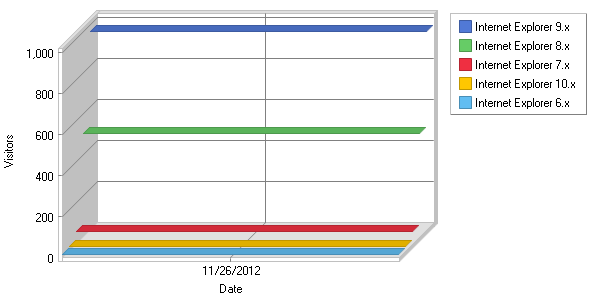 1,000
800
600
400
200
0
Visitors
11/26/2012
Date
Internet Explorer 9.x
Internet Explorer 8.x
Internet Explorer 7.x
Internet Explorer 10.x
Internet Explorer 6.x